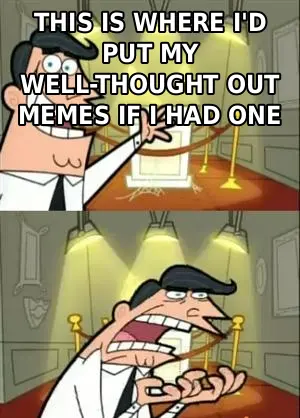 THIS IS WHERE I'D
PUT MY
WELL-THOUGHT OUT
MEMES IF I HAD ONE